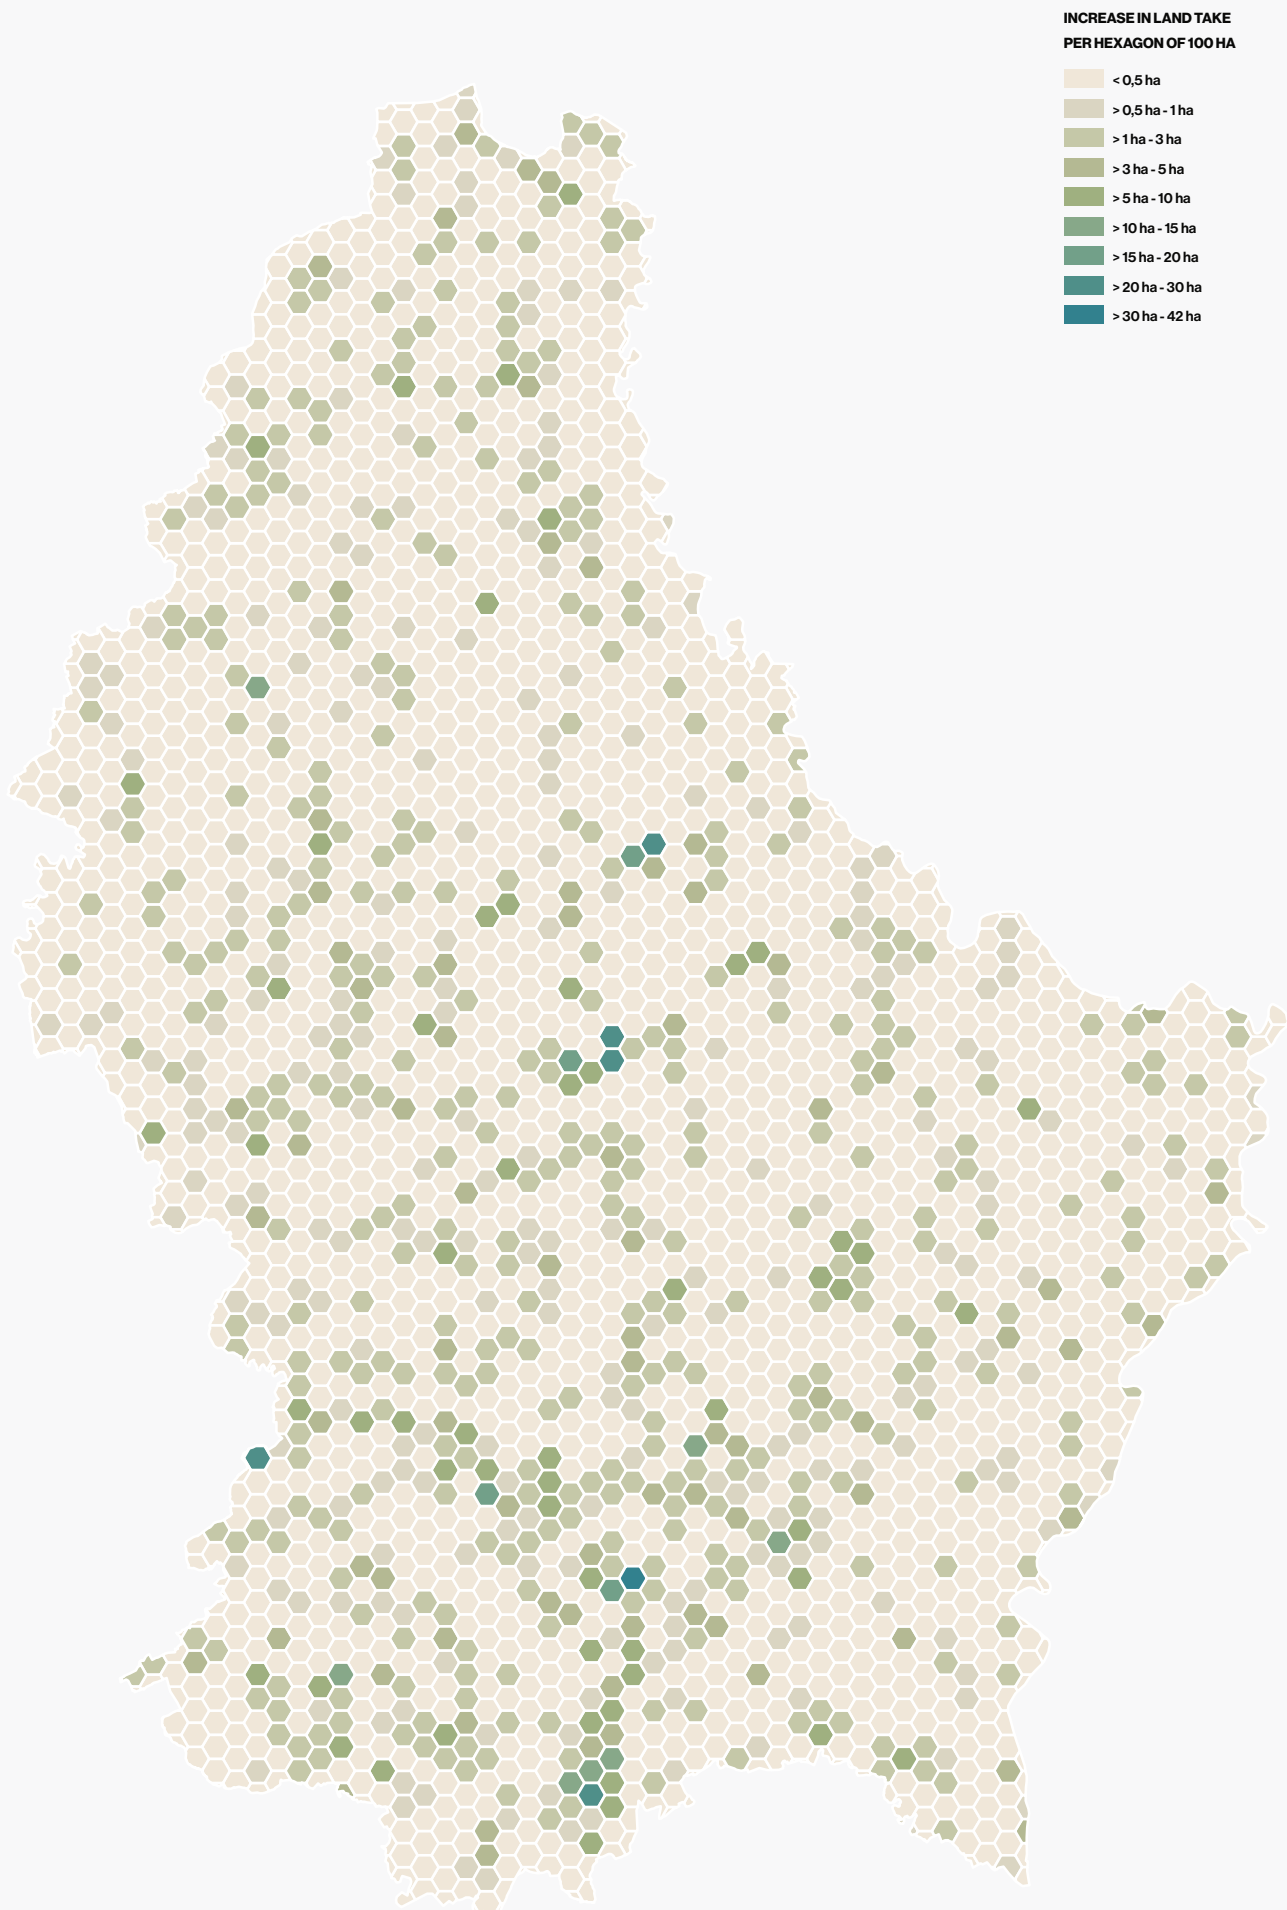 INCREASE IN LAND TAKE
PER HEXAGON OF 100 HA
< 0,5 ha
> 0,5 ha - 1 ha
> 1 ha - 3 ha
> 3 ha - 5 ha
> 5 ha - 10 ha
> 10 ha - 15 ha
> 15 ha - 20 ha
> 20 ha - 30 ha
> 30 ha - 42 ha